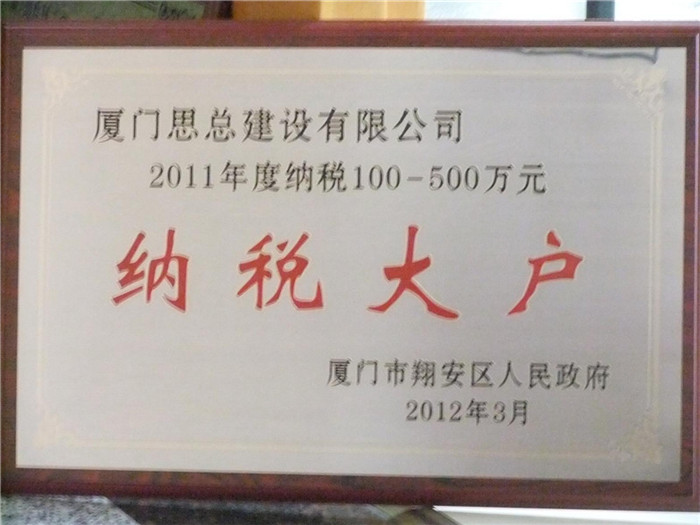 厦门思总建设有限公司
2011年度纳税100-500万元
纳税大户
厦门市翔安区人民政府
2012年3月